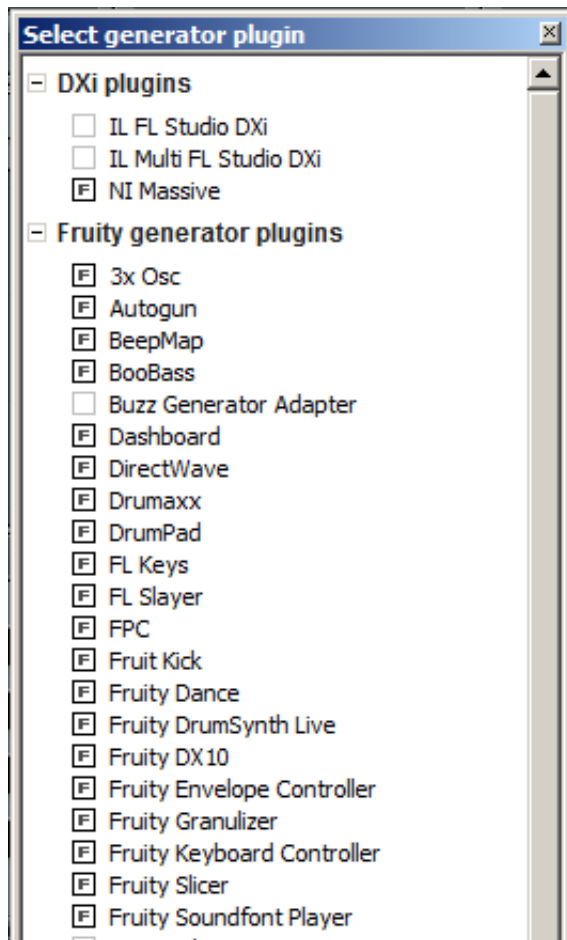 Select generator plugin
DXi plugins
IL FL Studio DXi
IL Multi FL Studio DXi
F NI Massive
Fruity generator plugins
F 3x Osc
F Autogun
F BeepMap
F BooBass
Buzz Generator Adapter
F Dashboard
F DirectWave
F Drumaxx
F DrumPad
F FL Keys
F FL Slayer
F FPC
F Fruit Kick
F Fruity Dance
F Fruity DrumSynth Live
F Fruity DX10
F Fruity Envelope Controller
F Fruity Granulizer
F Fruity Keyboard Controller
F Fruity Slicer
F Fruity Soundfont Player